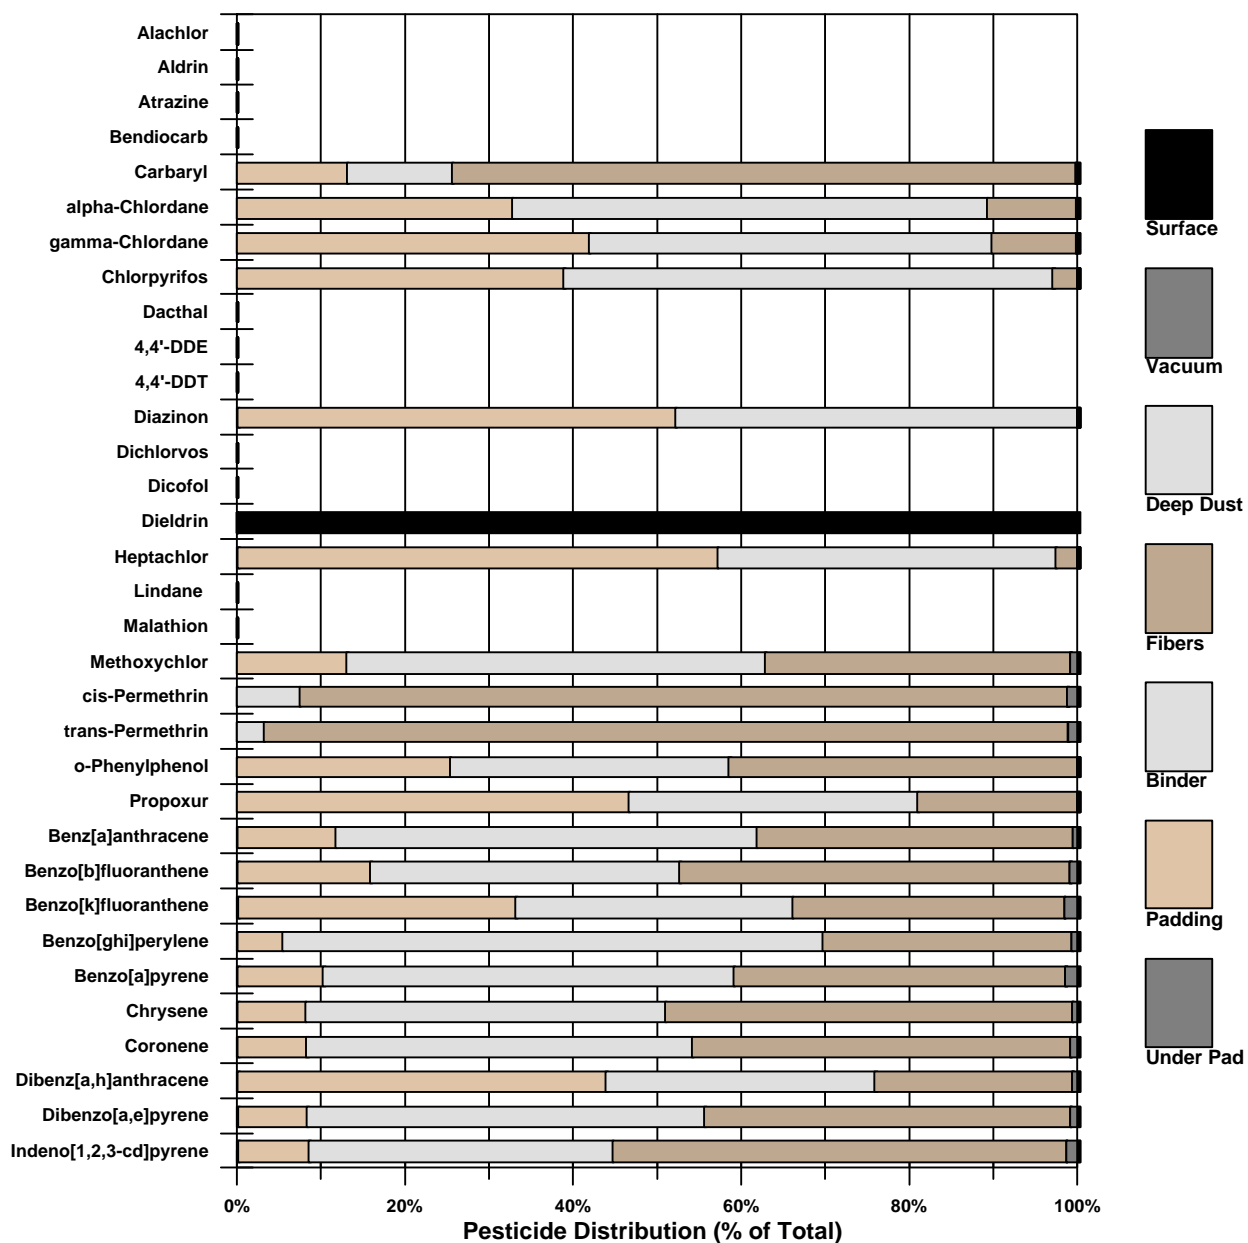 Alachlor
Aldrin
Atrazine
Bendiocarb
Carbaryl
alpha-Chlordane
gamma-Chlordane
Chlorpyrifos
Dacthal
4,4'-DDE
4,4'-DDT
Diazinon
Dichlorvos
Dicofol
Dieldrin
Heptachlor
Lindane
Malathion
Methoxychlor
cis-Permethrin
trans-Permethrin
o-Phenylphenol
Propoxur
Benz[a]anthracene
Benzo[b]fluoranthene
Benzo[k]fluoranthene
Benzo[ghi]perylene
Benzo[a]pyrene
Chrysene
Coronene
Dibenz[a,h]anthracene
Dibenzo[a,e]pyrene
Indeno[1,2,3-cd]pyrene
0% 20% 40% 60% 80% 100%
Pesticide Distribution (% of Total)
Surface
Vacuum
Deep Dust
Fibers
Binder
Padding
Under Pad